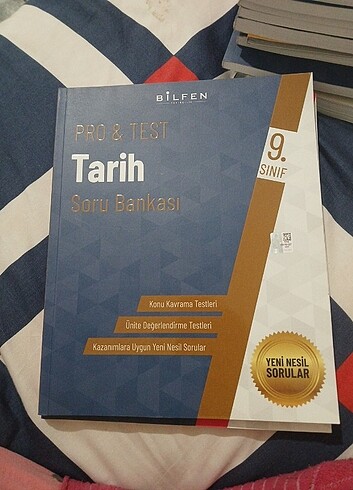 BİLFEN
PRO & TEST
Tarih
Soru Bankası
9.
SINIF
Konu Kavrama Testleri
Ünite Değerlendirme Testleri
Kazanımlara Uygun Yeni Nesil Sorular
YENİ NESİL
SORULAR